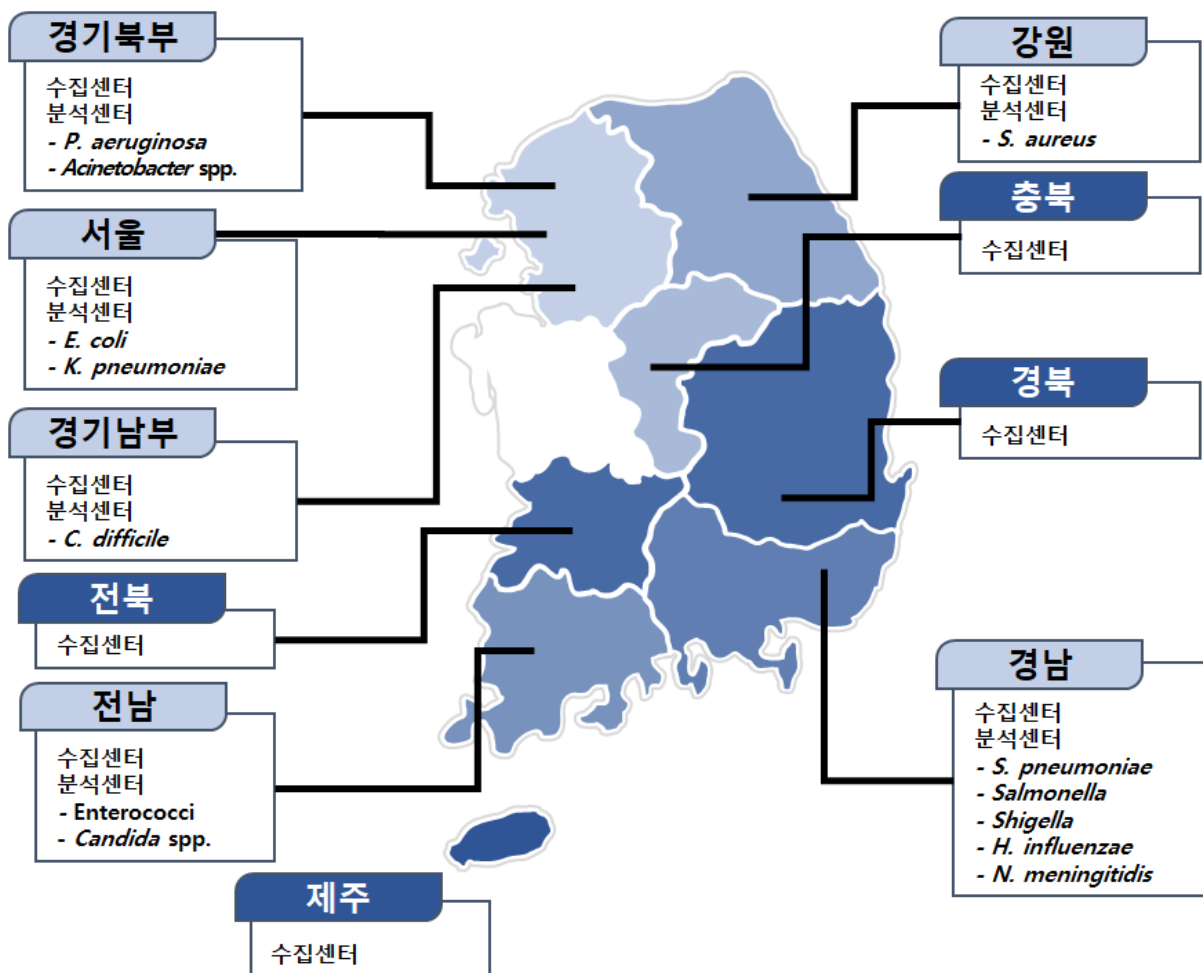 경기북부
수집센터
분석센터
- P. aeruginosa
- Acinetobacter spp.
서울
수집센터
분석센터
- E. coli
- K. pneumoniae
경기남부
수집센터
분석센터
- C. difficile
전북
수집센터
전남
수집센터
분석센터
- Enterococci
- Candida spp.
제주
수집센터
강원
수집센터
분석센터
- S. aureus
충북
수집센터
경북
수집센터
경남
수집센터
분석센터
- S. pneumoniae
- Salmonella
- Shigella
- H. influenzae
- N. meningitidis